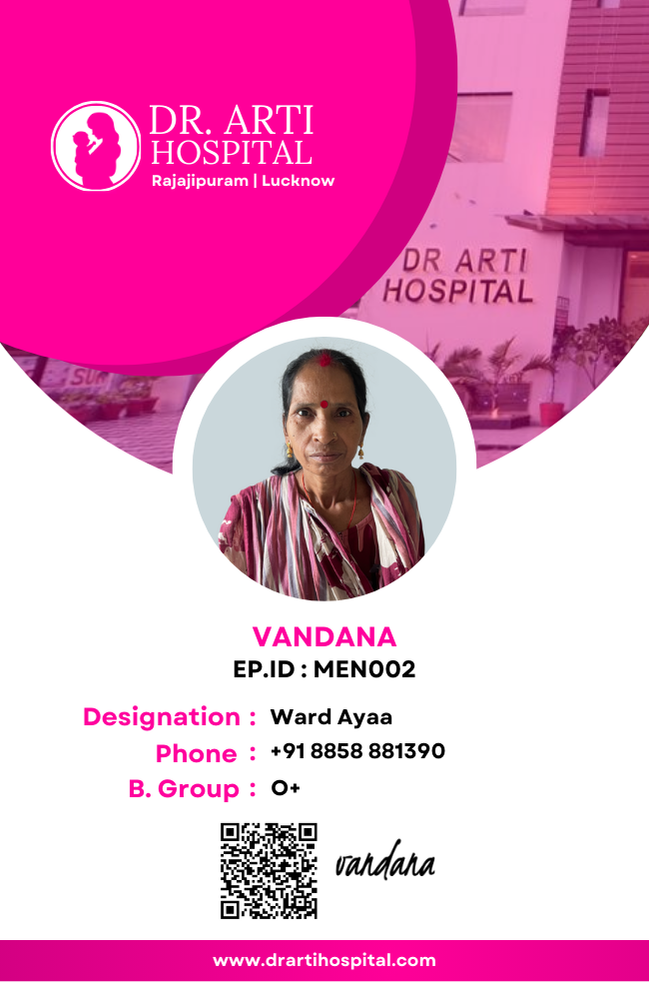 DR. ARTI
HOSPITAL
Rajajipuram | Lucknow
DR ARTI
HOSPITAL
SUR
VANDANA
EP.ID : MEN002
Designation : Ward Ayaa
Phone : +91 8858 881390
B. Group : O+
vandana
www.drartihospital.com